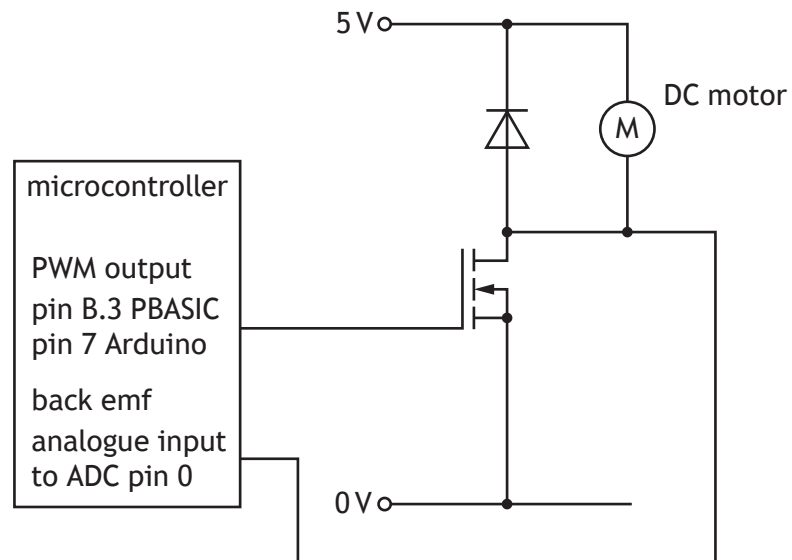 5 V
DC motor
M
microcontroller
PWM output
pin B.3 PBASIC
pin 7 Arduino
back emf
analogue input
to ADC pin 0
0 V